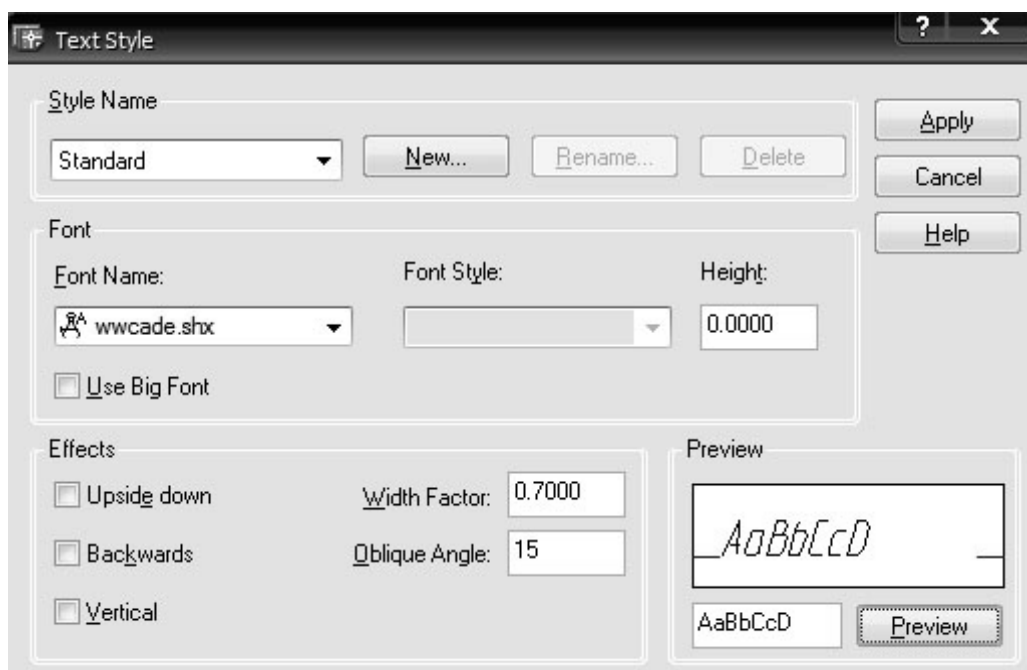 Text Style ? X
Style Name
Apply
Standard New... Rename... Delete
Cancel
Font
Help
Font Name: Font Style: Height:
wwcade.shx 0.0000
Use Big Font
Effects
Preview
Upside down Width Factor: 0.7000
AaBbCcD
Backwards Oblique Angle: 15
Vertical
AaBbCcD Preview